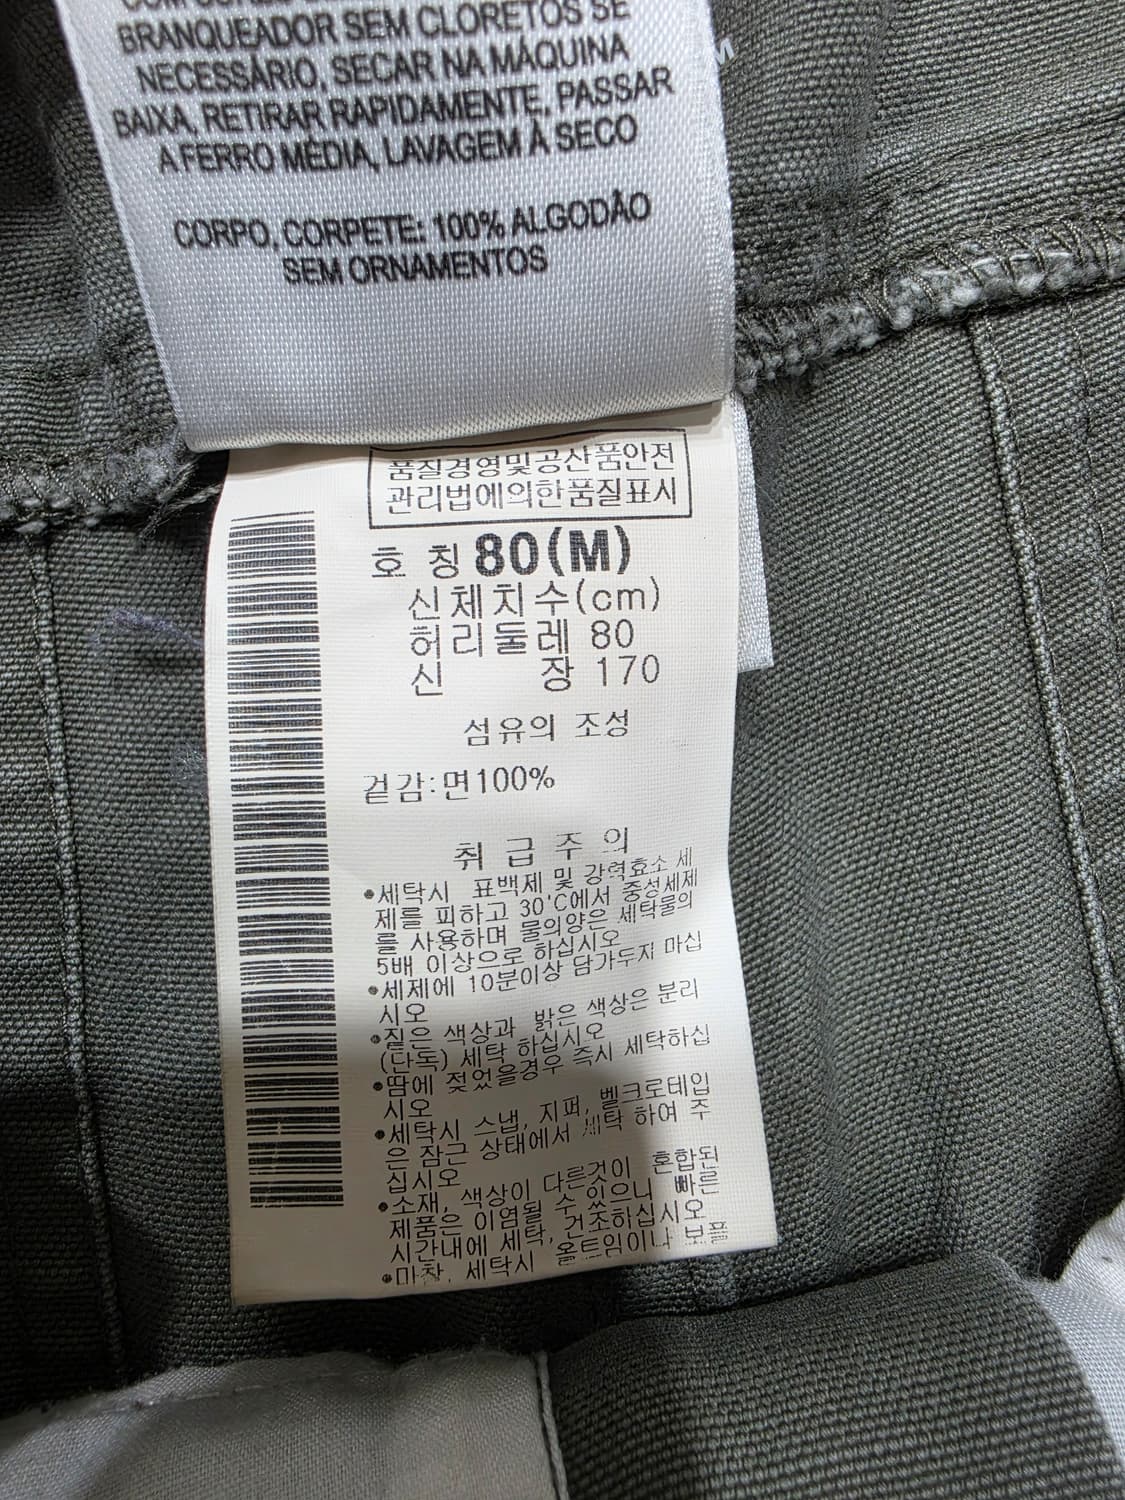 BRANQUEADOR SEM CLORETOS SE
NECESSÁRIO, SECAR NA MÁQUINA
BAIXA, RETIRAR RAPIDAMENTE, PASSAR
A FERRO MÉDIA, LAVAGEM À SECO
CORPO, CORPETE: 100% ALGODÃO
SEM ORNAMENTOS
품질경영및공산품안전
관리법에의한품질표시
호 칭 80(M)
신체치수(cm)
허리둘레 80
신 장 170
섬유의 조성
겉감:면100%
취 급 주 의
•세탁시 표백제 및 강력효소 세
제를 피하고 30'C에서 중성세제
를 사용하며 물의양은 세탁물의
5배 이상으로 하십시오
•세제에 10분이상 담가두지 마십
시오
•짙은 색상과 밝은 색상은 분리
(단독) 세탁 하십시오
•땀에 젖었을경우 즉시 세탁하십
시오
•세탁시 스냅, 지퍼, 벨크로테입
은 잠근 상태에서 세탁 하여 주
십시오
•소재, 색상이 다른것이 혼합된
제품은 이염될 수 있으니 빠른
시간내에 세탁, 건조하십시오
•마찰, 세탁시 올트임이나 보플